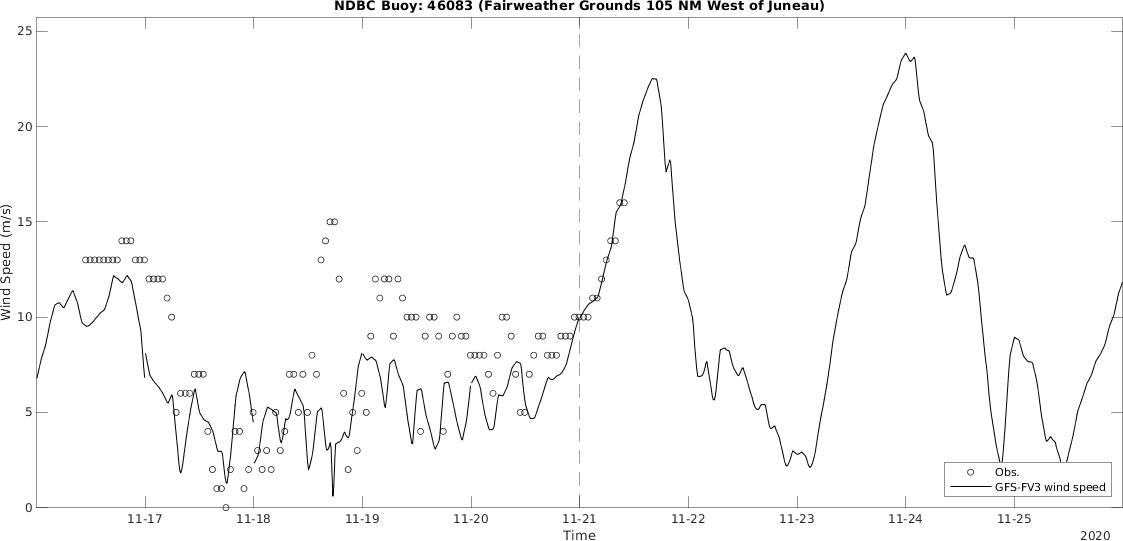 NDBC Buoy: 46083 (Fairweather Grounds 105 NM West of Juneau)
25
20
15
10
5
0
Wind Speed (m/s)
Obs.
GFS-FV3 wind speed
11-17 11-18 11-19 11-20 11-21 11-22 11-23 11-24 11-25
Time
2020